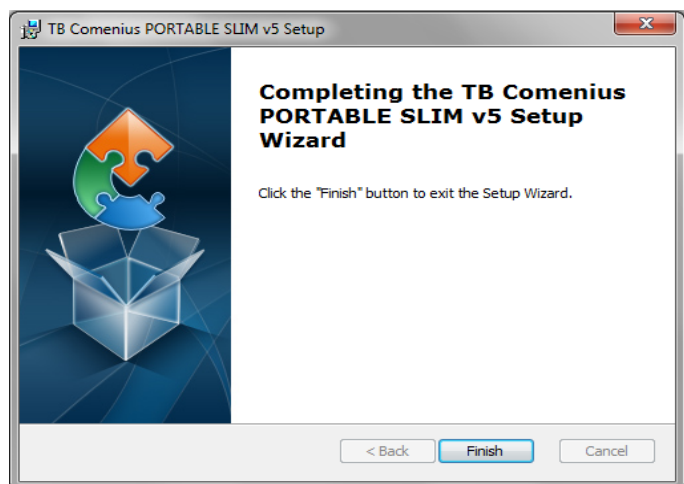 TB Comenius PORTABLE SLIM v5 Setup
x
Completing the TB Comenius
PORTABLE SLIM v5 Setup
Wizard
Click the "Finish" button to exit the Setup Wizard.
< Back Finish Cancel